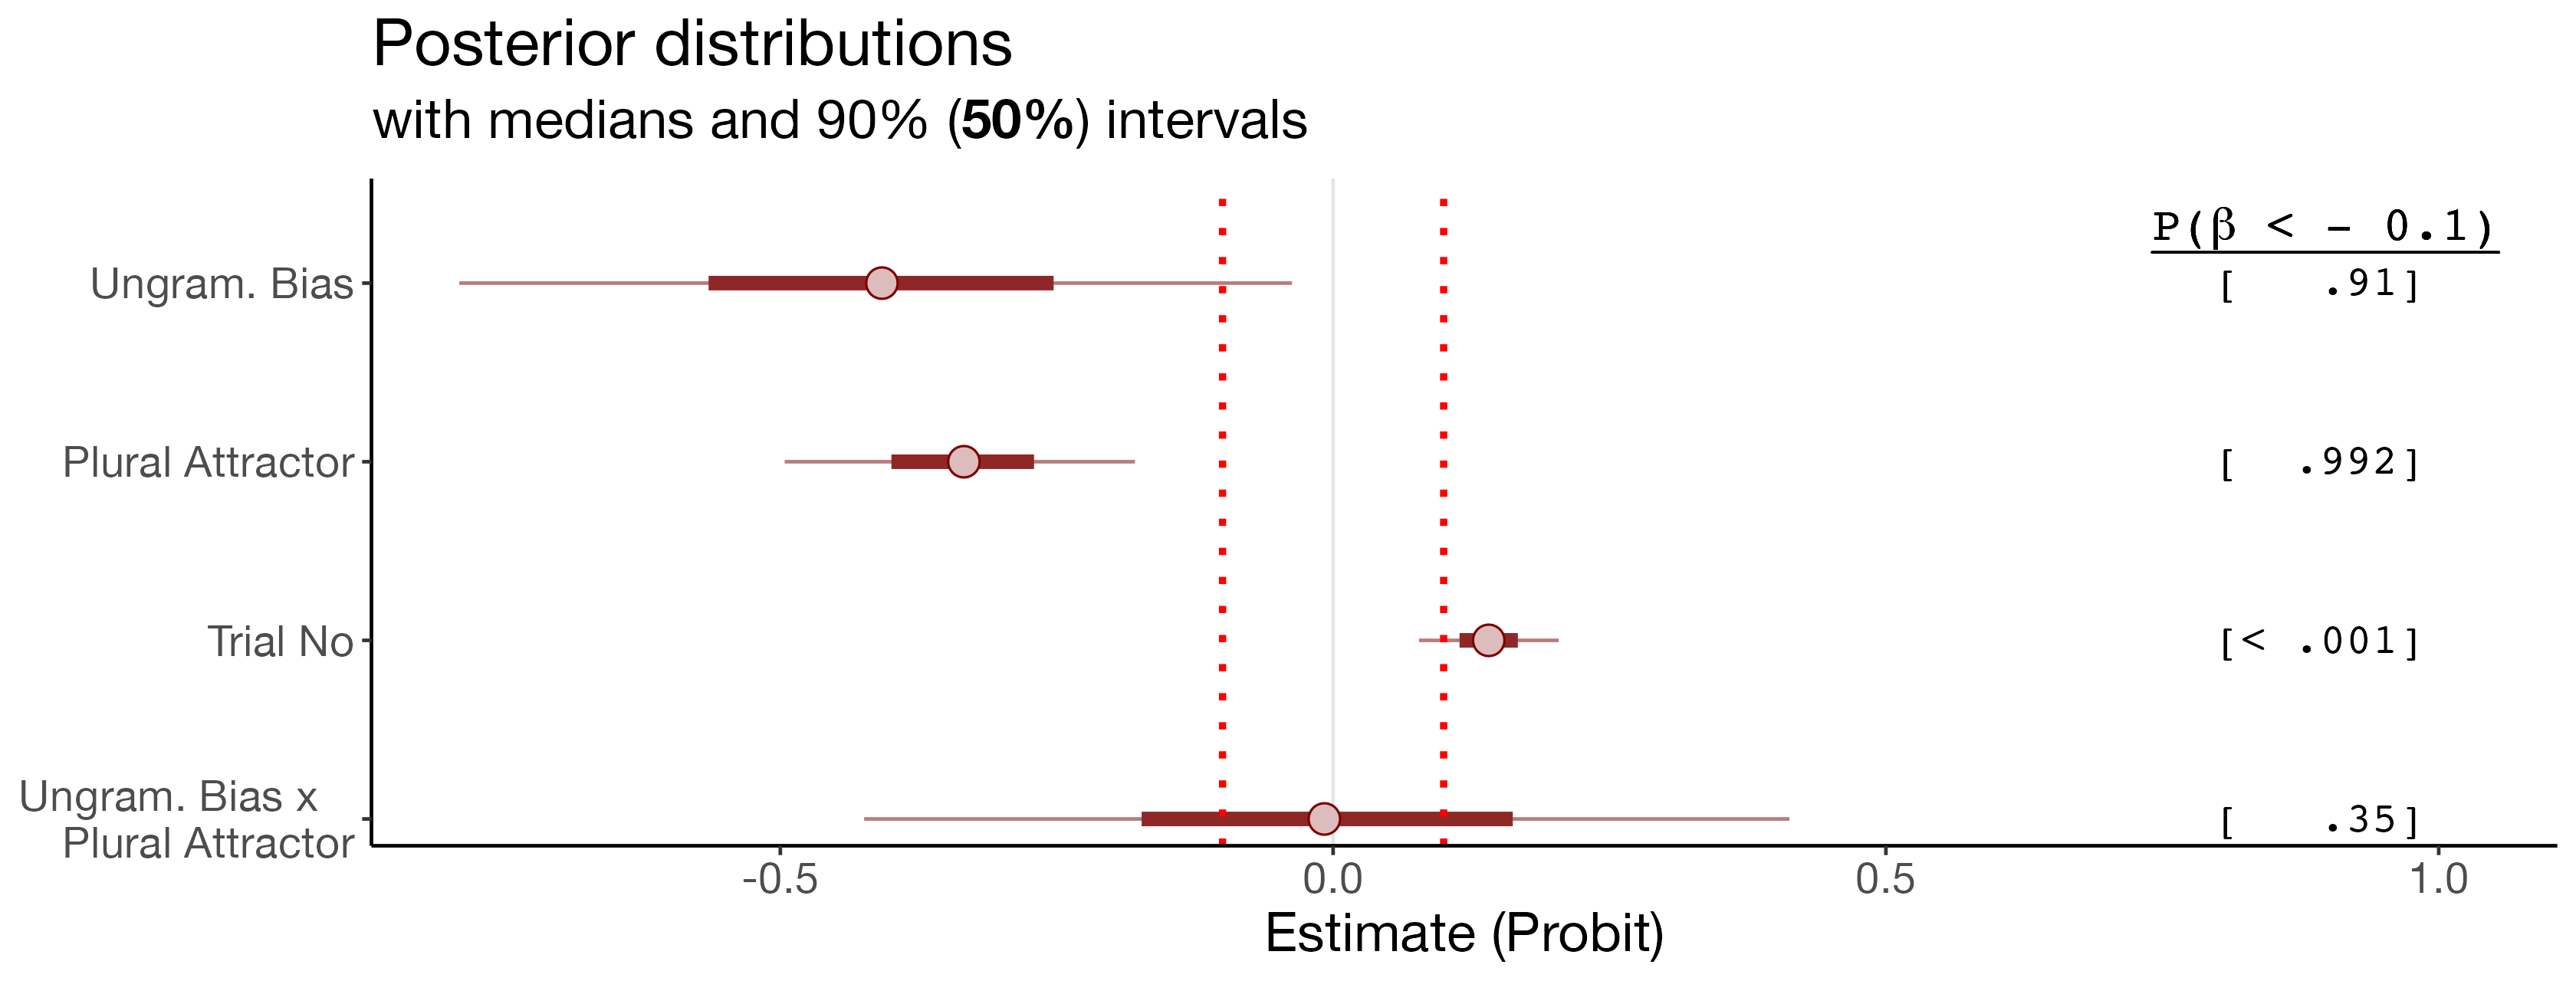 Posterior distributions
with medians and 90% (50%) intervals
P(β < - 0.1)
Ungram. Bias
[   .91]
Plural Attractor
[  .992]
Trial No
[< .001]
Ungram. Bias x
Plural Attractor
[   .35]
-0.5 0.0 0.5 1.0
Estimate (Probit)